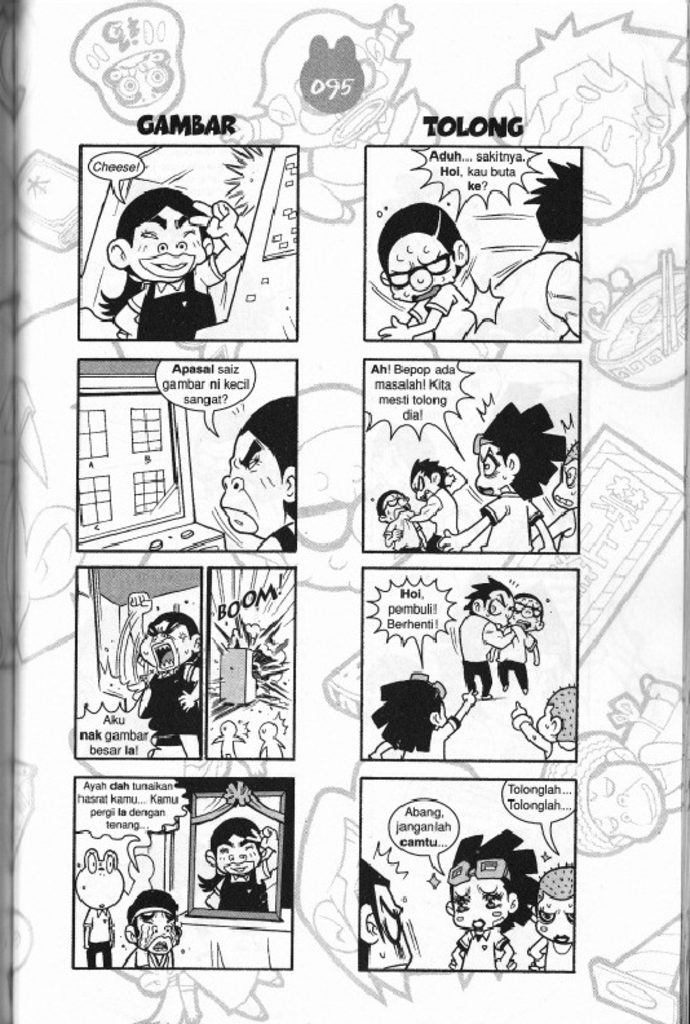 095
GAMBAR
Cheese!
Apasal saiz
gambar ni kecil
sangat?
Aku
nak gambar
besar la!
BOOM!
Ayah dah tunaikan
hasrat kamu... Kamu
pergi la dengan
tenang...
TOLONG
Aduh... sakitnya.
Hoi, kau buta
ke?
Ah! Biepop ada
masalah! Kita
mesti tolong
dia!
Hoi,
pembuli!
Berhenti!
Abang,
janganlah
camtu...
Tolonglah...
Tolonglah...